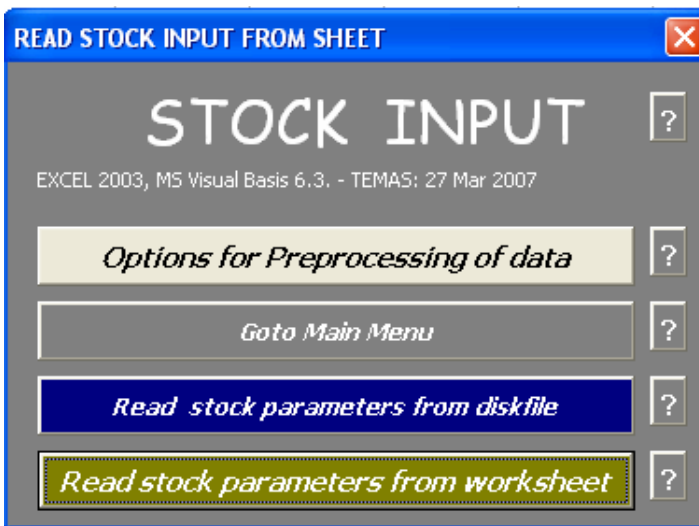 READ STOCK INPUT FROM SHEET
STOCK INPUT
?
EXCEL 2003, MS Visual Basis 6.3. - TEMAS: 27 Mar 2007
Options for Preprocessing of data
?
Goto Main Menu
?
Read stock parameters from diskfile
?
Read stock parameters from worksheet
?